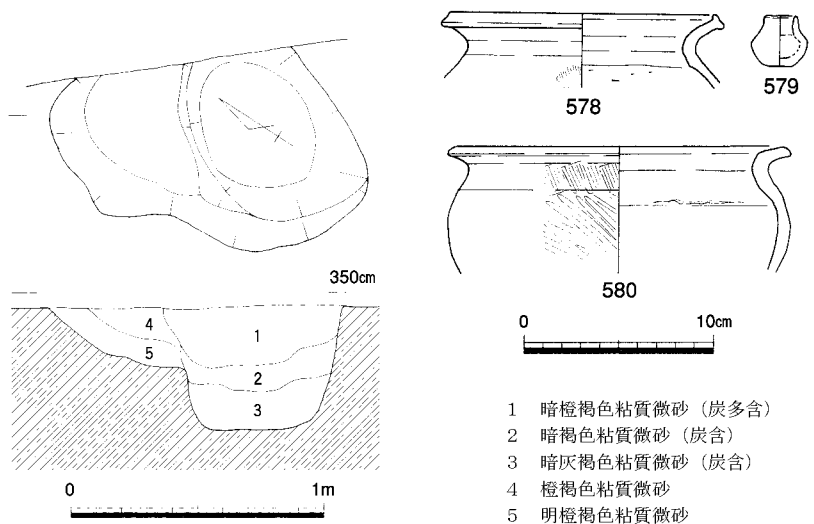 578
579
580
350cm
4
1
5
2
3
0 1m
0 10cm
1 暗橙褐色粘質微砂（炭多含）
2 暗褐色粘質微砂（炭含）
3 暗灰褐色粘質微砂（炭含）
4 橙褐色粘質微砂
5 明橙褐色粘質微砂